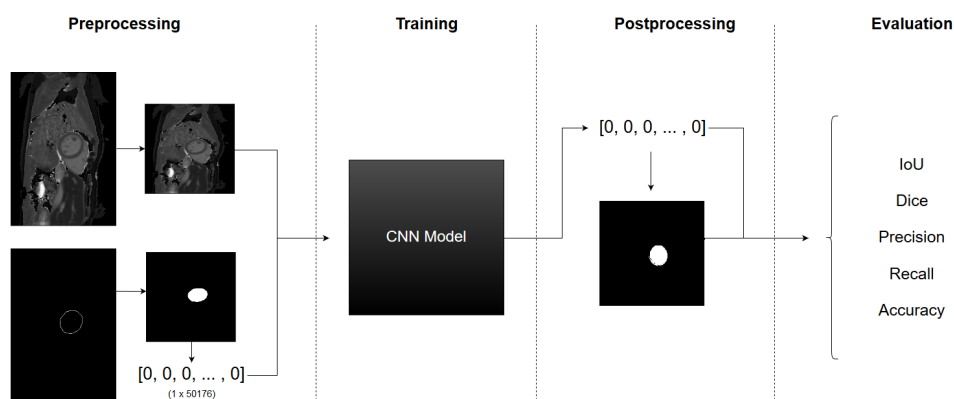 Preprocessing
Training
Postprocessing
Evaluation
[0, 0, 0, ... , 0]
CNN Model
IoU
Dice
Precision
Recall
Accuracy
[0, 0, 0, ... , 0]
(1 x 50176)